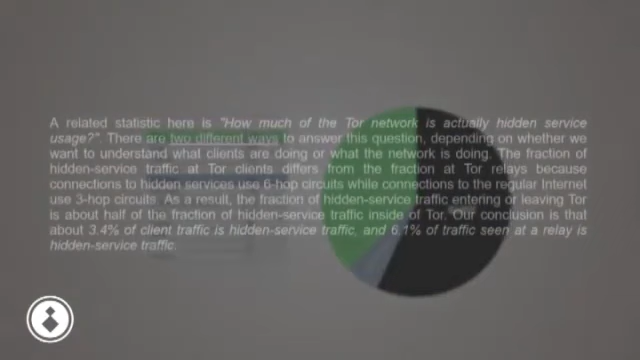 A related statistic here is "How much of the Tor network is actually hidden service
usage?". There are two different ways to answer this question, depending on whether we
want to understand what clients are doing or what the network is doing. The fraction of
hidden-service traffic at Tor clients differs from the fraction at Tor relays because
connections to hidden services use 6-hop circuits while connections to the regular Internet
use 3-hop circuits. As a result, the fraction of hidden-service traffic entering or leaving Tor
is about half of the fraction of hidden-service traffic inside of Tor. Our conclusion is that
about 3.4% of client traffic is hidden-service traffic, and 6.1% of traffic seen at a relay is
hidden-service traffic.